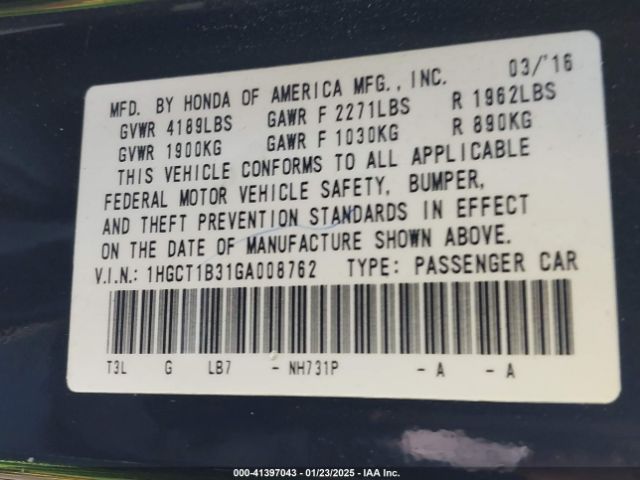 MFD. BY HONDA OF AMERICA MFG., INC. 03/'16
GVWR 4189LBS GAWR F 2271LBS R 1962LBS
GVWR 1900KG GAWR F 1030KG R 890KG
THIS VEHICLE CONFORMS TO ALL APPLICABLE
FEDERAL MOTOR VEHICLE SAFETY, BUMPER,
AND THEFT PREVENTION STANDARDS IN EFFECT
ON THE DATE OF MANUFACTURE SHOWN ABOVE.
V.I.N.: 1HGCT1B31GA008762 TYPE: PASSENGER CAR
T3L G LB7 - NH731P - A - A
000-41397043 - 01/23/2025 - IAA Inc.